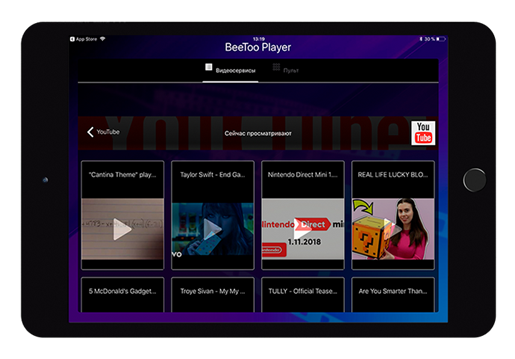 App Store 13:19 30 %
BeeToo Player
Видеосервисы Пульт
YouTube Сейчас просматривают You Tube
"Cantina Theme" play... Taylor Swift - End Ga... Nintendo Direct Mini 1.... REAL LIFE LUCKY BLO...
vo Nintendo Direct mini
1.11.2018
Nintendo
5 McDonald's Gadget... Troye Sivan - My My ... TULLY - Official Tease... Are You Smarter Than...